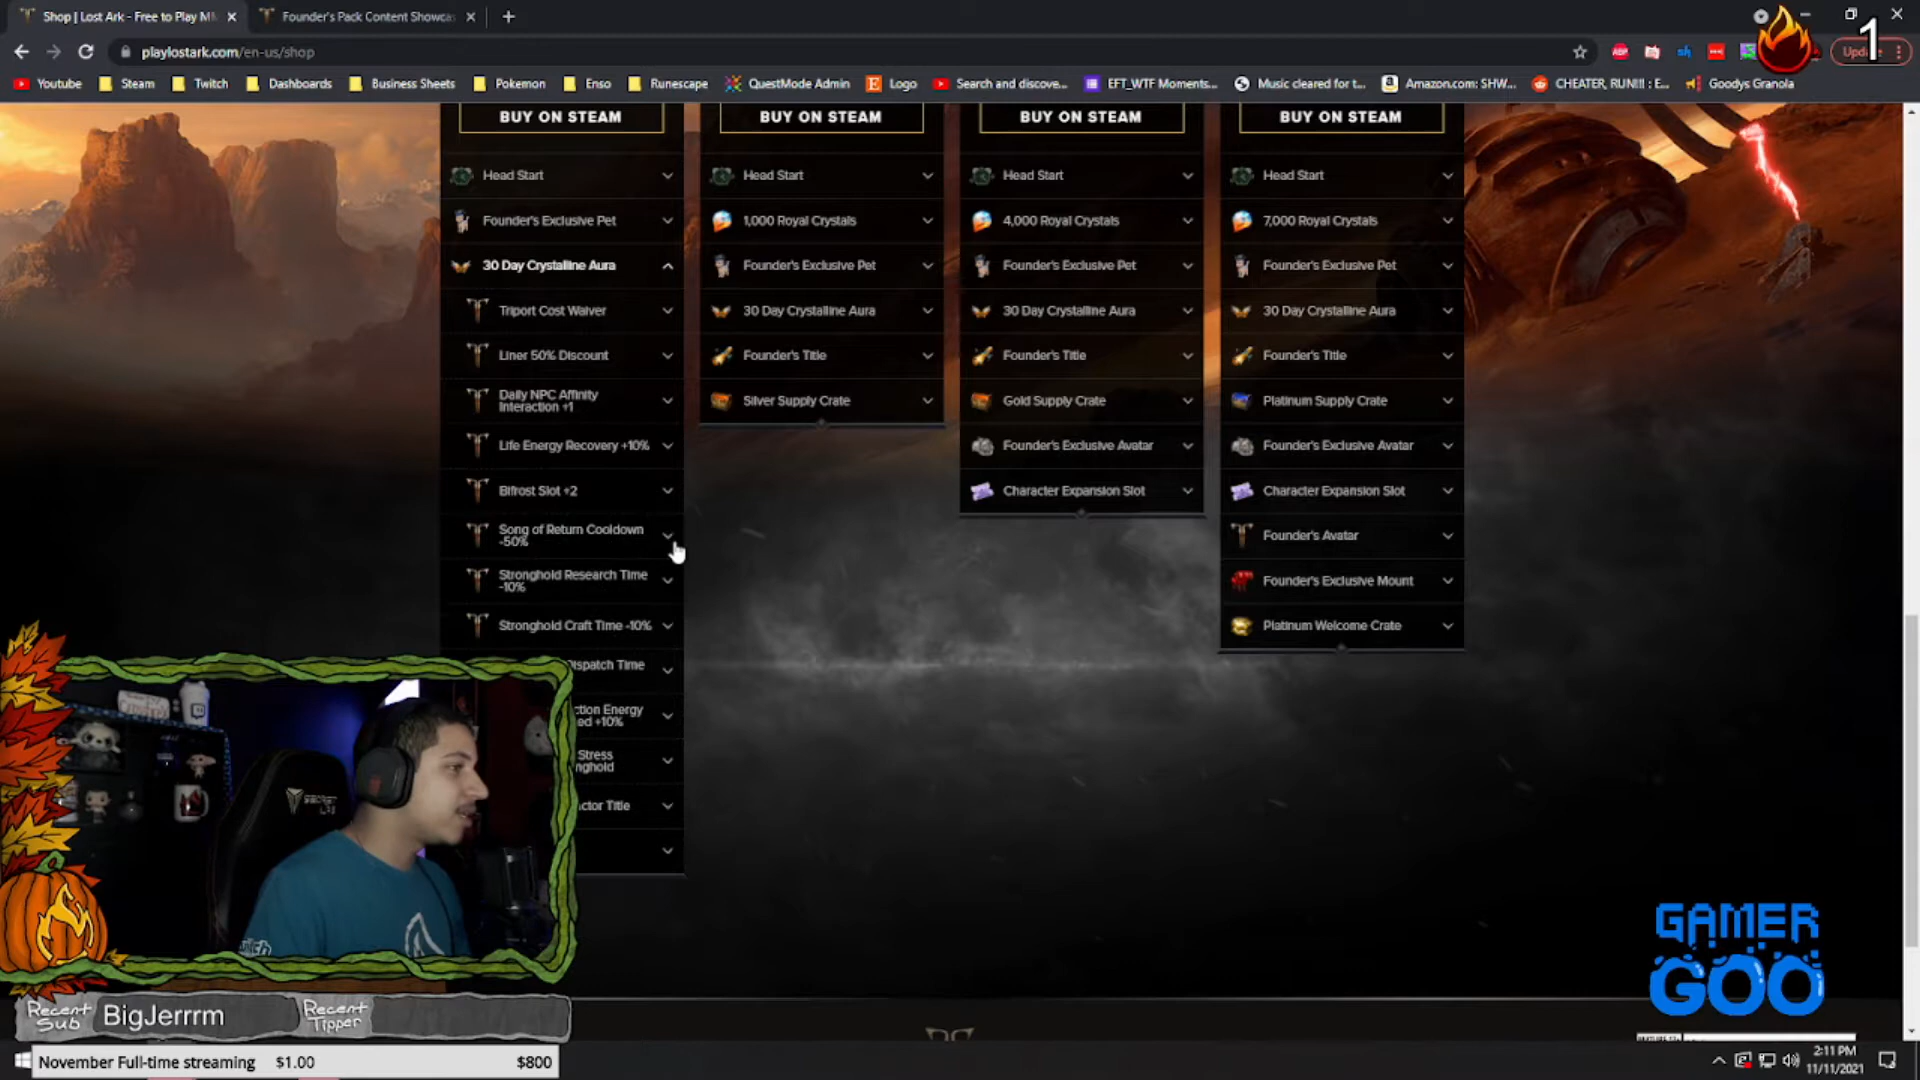 Shop | Lost Ark - Free to Play M
Founder's Pack Content Showca
1
playlostark.com/en-us/shop
Youtube
Steam
Twitch
Dashboards
Business Sheets
Pokemon
Enso
Runescape
QuestMode Admin
Logo
Search and discove...
EFT_WTF Moments...
Music cleared for t...
Amazon.com: SHW...
CHEATER, RUN!!! : E...
Goodys Granola
BUY ON STEAM
Head Start
Founder's Exclusive Pet
30 Day Crystalline Aura
Triport Cost Waiver
Liner 50% Discount
Daily NPC Affinity
Interaction +1
Life Energy Recovery +10%
Bifrost Slot +2
Song of Return Cooldown
-50%
Stronghold Research Time
-10%
Stronghold Craft Time -10%
ispatch Time
ction Energy
ed +10%
Stress
nghold
ctor Title
BUY ON STEAM
Head Start
1,000 Royal Crystals
Founder's Exclusive Pet
30 Day Crystalline Aura
Founder's Title
Silver Supply Crate
BUY ON STEAM
Head Start
4,000 Royal Crystals
Founder's Exclusive Pet
30 Day Crystalline Aura
Founder's Title
Gold Supply Crate
Founder's Exclusive Avatar
Character Expansion Slot
BUY ON STEAM
Head Start
7,000 Royal Crystals
Founder's Exclusive Pet
30 Day Crystalline Aura
Founder's Title
Platinum Supply Crate
Founder's Exclusive Avatar
Character Expansion Slot
Founder's Avatar
Founder's Exclusive Mount
Platinum Welcome Crate
GAMER
GOO
Recent
Sub
BigJerrrm
Recent
Tipper
November Full-time streaming $1.00 $800
2:11 PM
11/11/2021